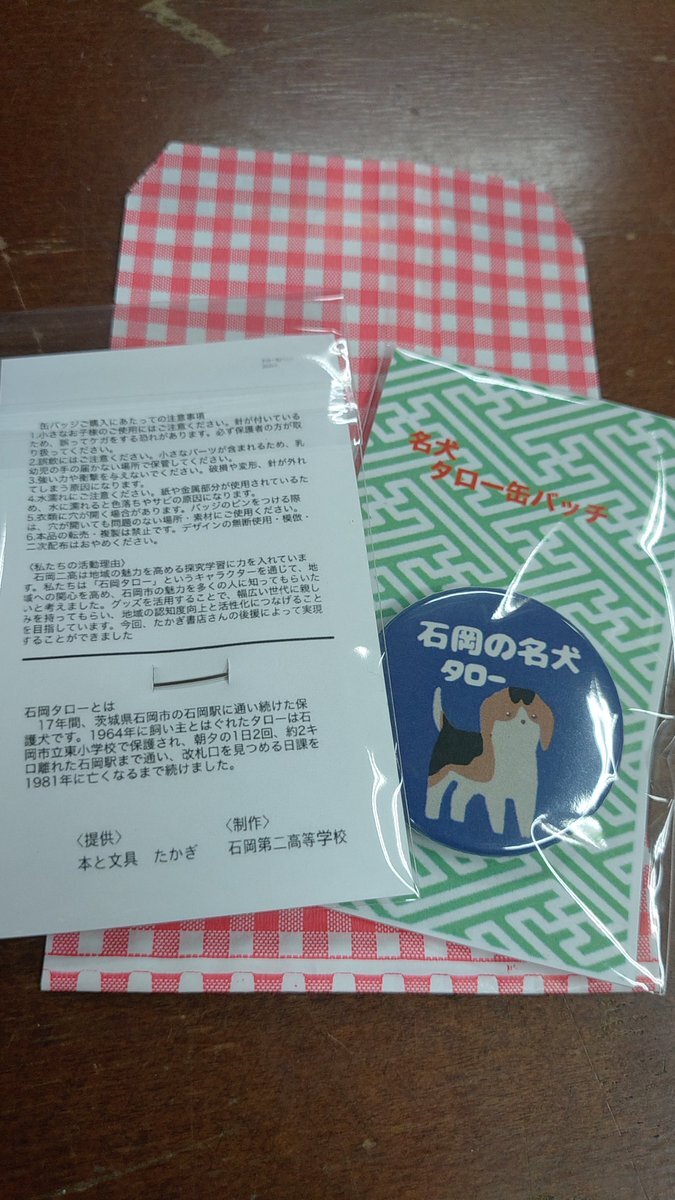 缶バッジご購入にあたっての注意事項
1.小さなお子様のご使用にはご注意ください。針が付いている
ため、誤ってケガをする恐れがあります。必ず保護者の方が取
り扱ってください。
2.誤飲にはご注意ください。小さなパーツが含まれるため、乳
幼児の手の届かない場所で保管してください。
3.強い力や衝撃を与えないでください。破損や変形、針が外れ
てしまう原因になります。
4.水濡れにご注意ください。紙や金属部分が使用されているた
め、水に濡れると色落ちやサビの原因になります。
5.衣類に穴が開く場合があります。バッジのピンをつける際
は、穴が開いても問題のない場所・素材にご使用ください。
6.本品の転売・複製は禁止です。デザインの無断使用・模倣・
二次配布はおやめください。
〈私たちの活動理由〉
石岡二高は地域の魅力を高める探究学習に力を入れていま
す。私たちは「石岡タロー」というキャラクターを通じて、地
域への関心を高め、石岡市の魅力を多くの人に知ってもらいた
いと考えました。グッズを活用することで、幅広い世代に親し
みを持ってもらい、地域の認知度向上と活性化につなげること
を目指しています。今回、たかぎ書店さんの後援によって実現
することができました
石岡タローとは
17年間、茨城県石岡市の石岡駅に通い続けた保
護犬です。1964年に飼い主とはぐれたタローは石
岡市立東小学校で保護され、朝夕の1日2回、約2キ
ロ離れた石岡駅まで通い、改札口を見つめる日課を
1981年に亡くなるまで続けました。
〈提供〉
本と文具 たかぎ
〈制作〉
石岡第二高等学校
名犬
タロー缶バッチ
石岡の名犬
タロー